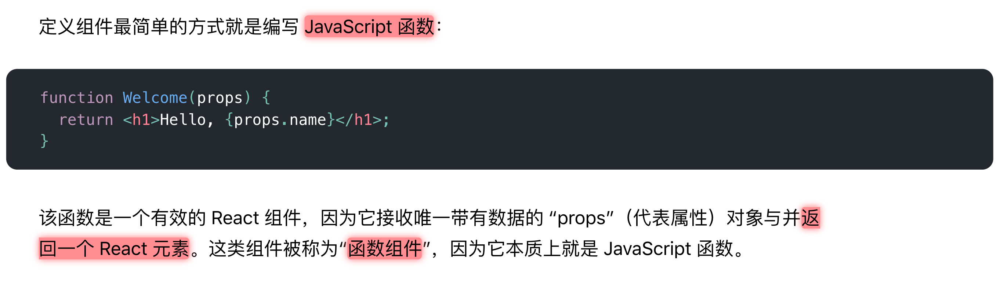 定义组件最简单的方式就是编写 JavaScript 函数：
function Welcome(props) {
  return <h1>Hello, {props.name}</h1>;
}
该函数是一个有效的 React 组件，因为它接收唯一带有数据的 “props”（代表属性）对象与并返
回一个 React 元素。这类组件被称为“函数组件”，因为它本质上就是 JavaScript 函数。